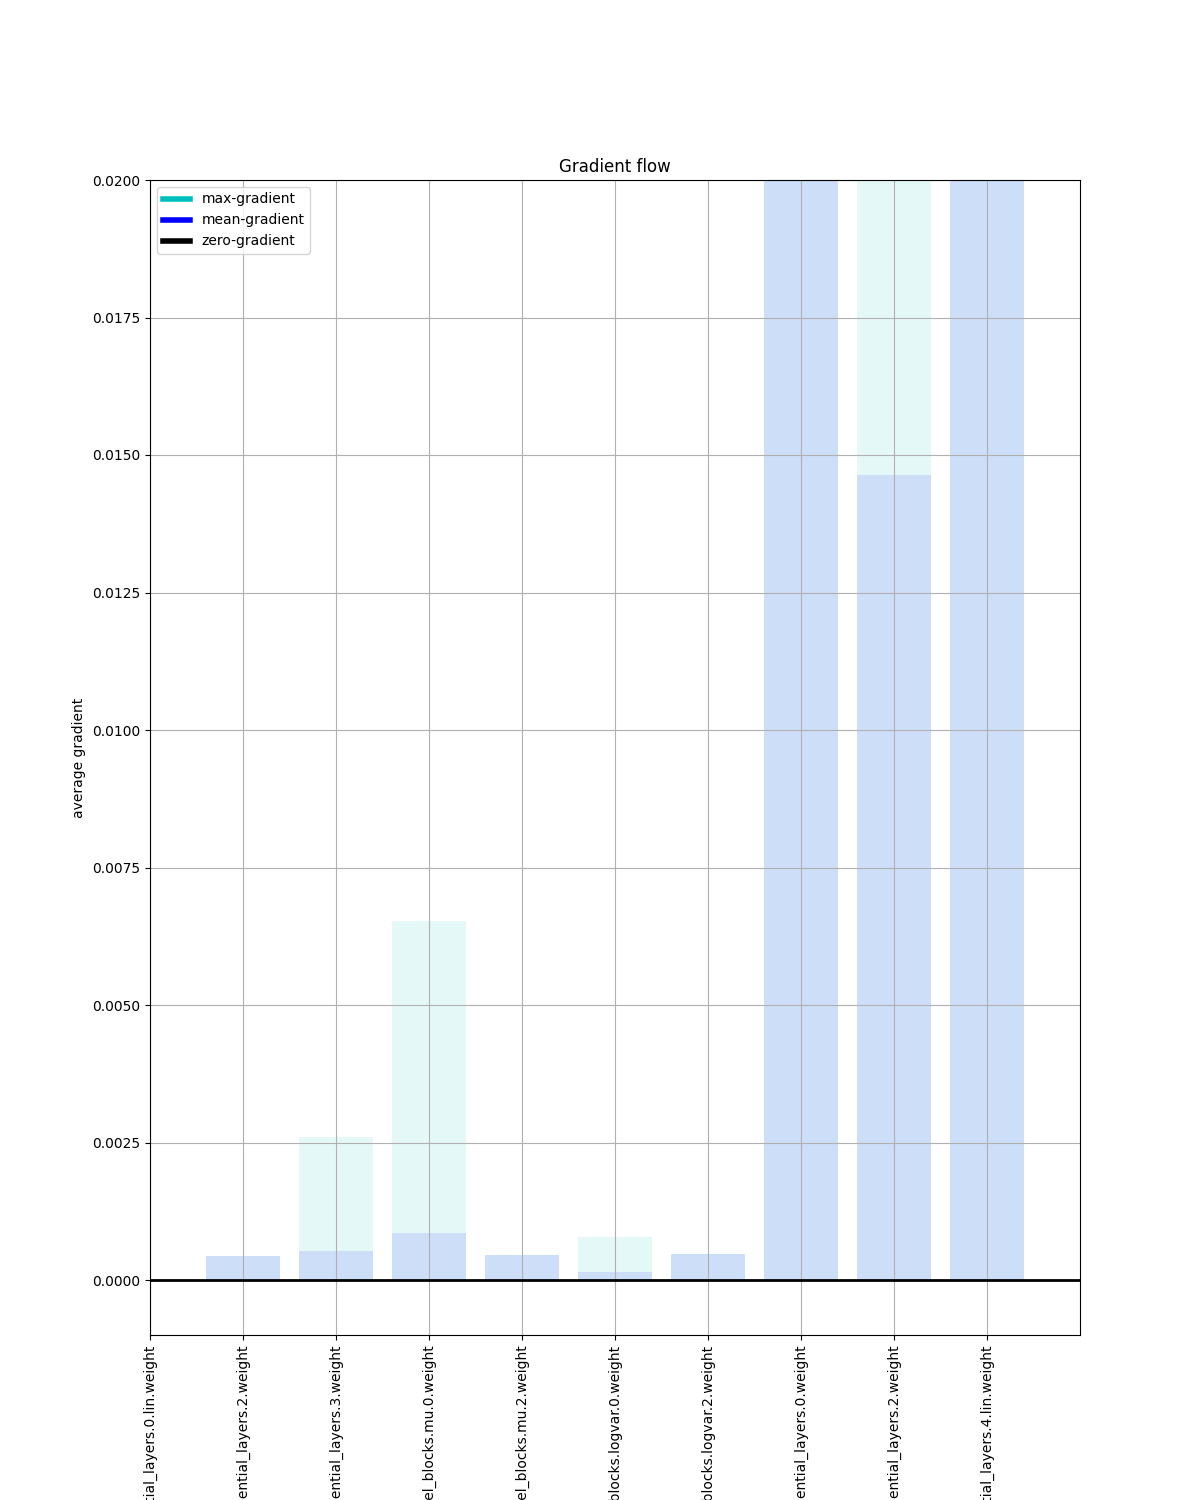 Gradient flow
max-gradient
mean-gradient
zero-gradient
0.0200
0.0175
0.0150
0.0125
0.0100
0.0075
0.0050
0.0025
0.0000
average gradient
tial_layers.0.lin.weight
ential_layers.2.weight
ential_layers.3.weight
el_blocks.mu.0.weight
el_blocks.mu.2.weight
blocks.logvar.0.weight
blocks.logvar.2.weight
ential_layers.0.weight
ential_layers.2.weight
tial_layers.4.lin.weight